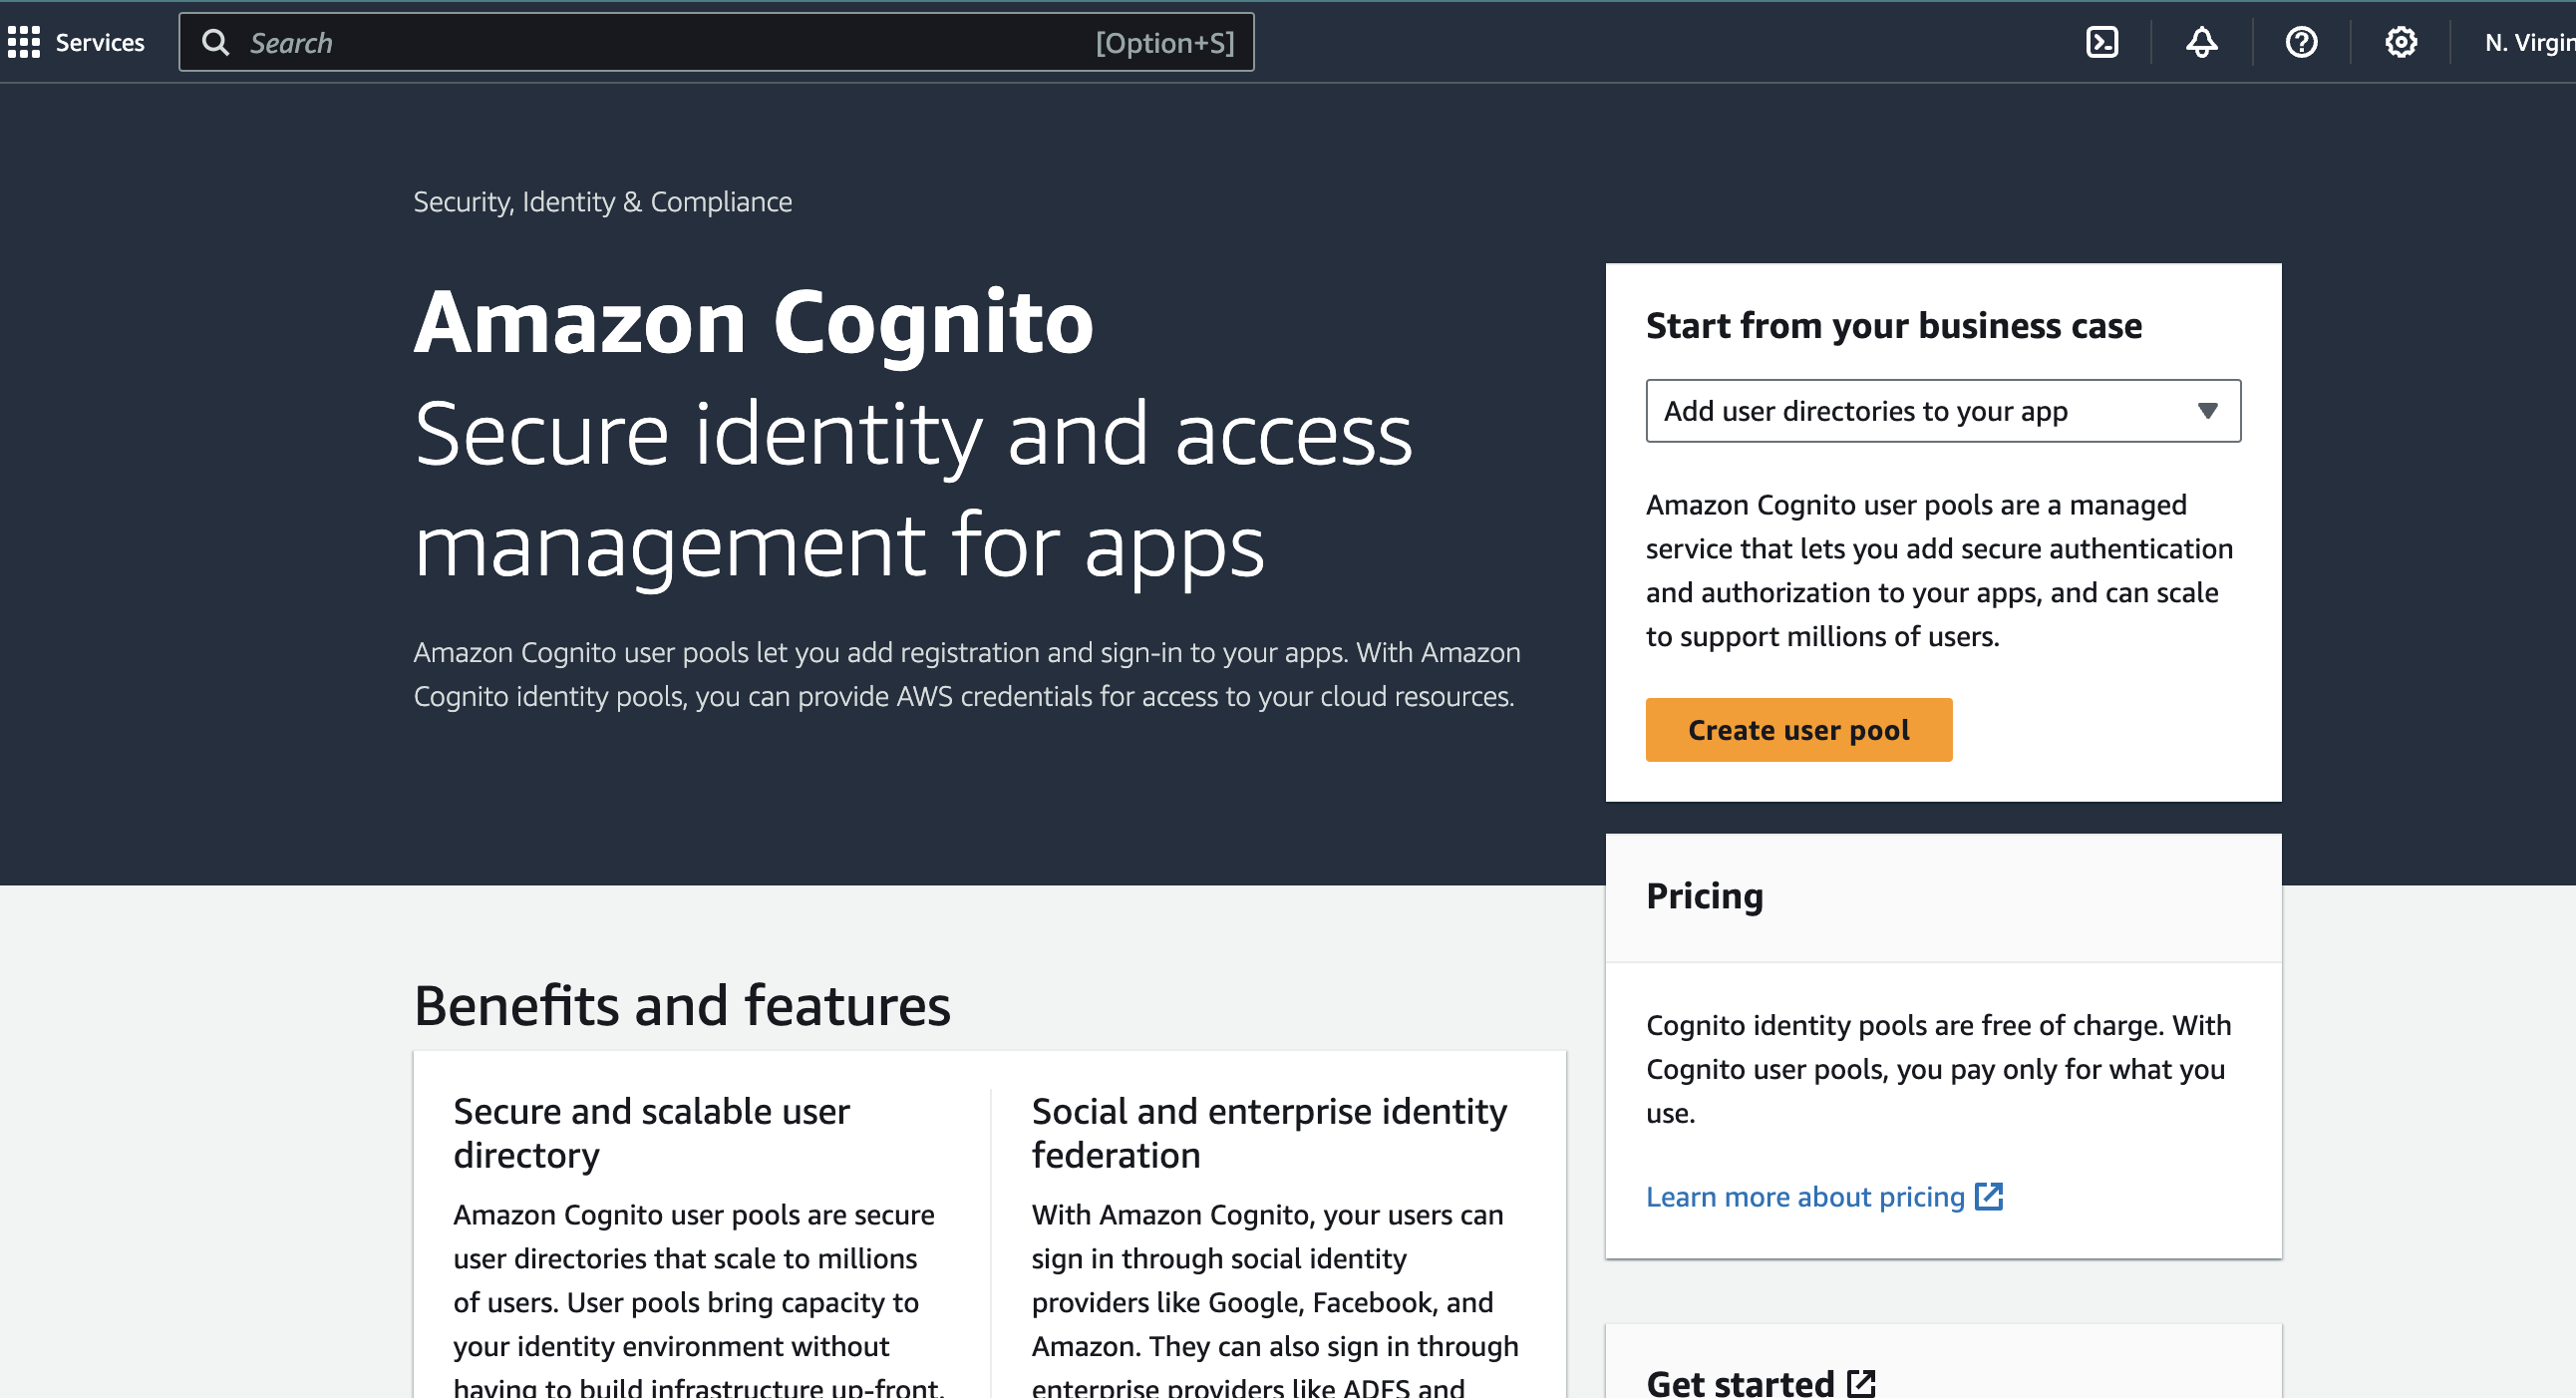 Services
Search
[Option+S]
N. Virgin
Security, Identity & Compliance
Amazon Cognito
Secure identity and access
management for apps
Amazon Cognito user pools let you add registration and sign-in to your apps. With Amazon
Cognito identity pools, you can provide AWS credentials for access to your cloud resources.
Start from your business case
Add user directories to your app
Amazon Cognito user pools are a managed
service that lets you add secure authentication
and authorization to your apps, and can scale
to support millions of users.
Create user pool
Pricing
Cognito identity pools are free of charge. With
Cognito user pools, you pay only for what you
use.
Learn more about pricing
Get started
Benefits and features
Secure and scalable user
directory
Amazon Cognito user pools are secure
user directories that scale to millions
of users. User pools bring capacity to
your identity environment without
having to build infrastructure up-front.
Social and enterprise identity
federation
With Amazon Cognito, your users can
sign in through social identity
providers like Google, Facebook, and
Amazon. They can also sign in through
enterprise providers like ADFS and